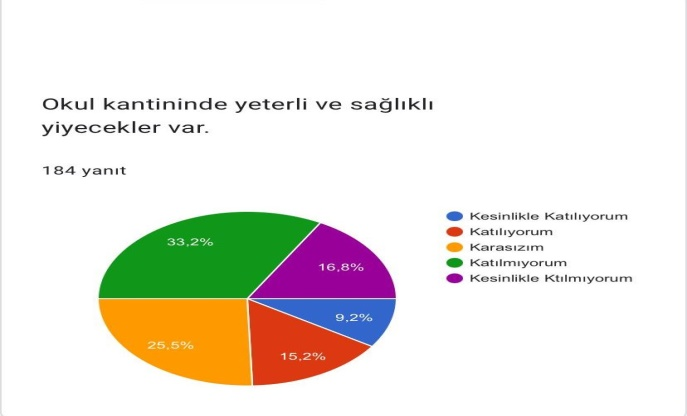 Okul kantininde yeterli ve sağlıklı
yiyecekler var.
184 yanıt
33,2%
16,8%
9,2%
25,5%
15,2%
Kesinlikle Katılıyorum
Katılıyorum
Karasızım
Katılmıyorum
Kesinlikle Ktılmıyorum